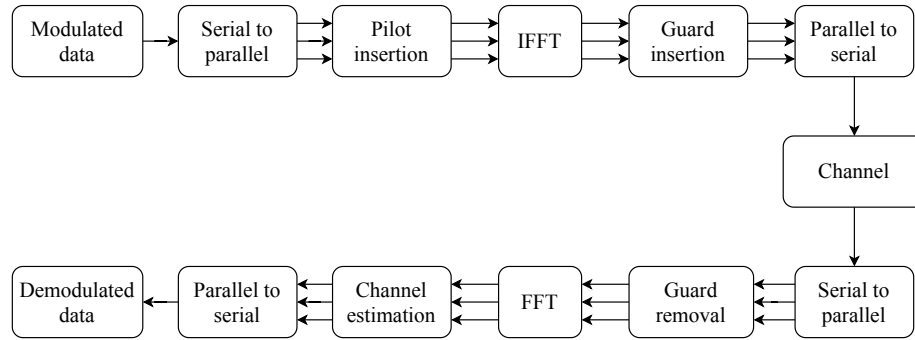 Modulated
data
Serial to
parallel
Pilot
insertion
IFFT
Guard
insertion
Parallel to
serial
Channel
Demodulated
data
Parallel to
serial
Channel
estimation
FFT
Guard
removal
Serial to
parallel